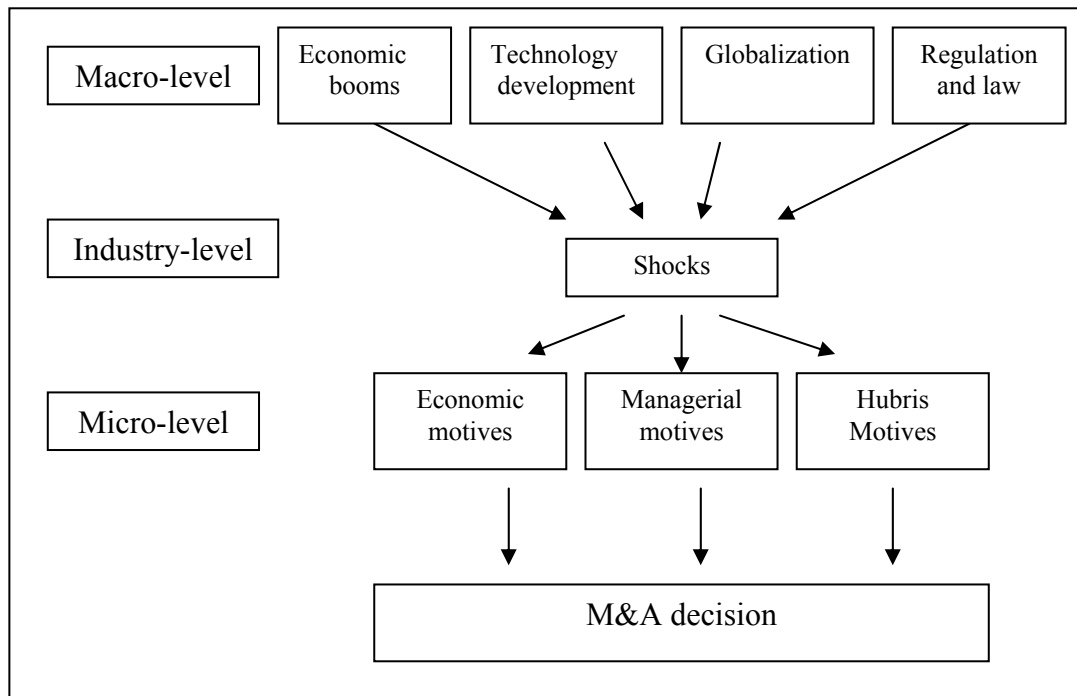 Macro-level
Economic
booms
Technology
development
Globalization
Regulation
and law
Industry-level
Shocks
Micro-level
Economic
motives
Managerial
motives
Hubris
Motives
M&A decision